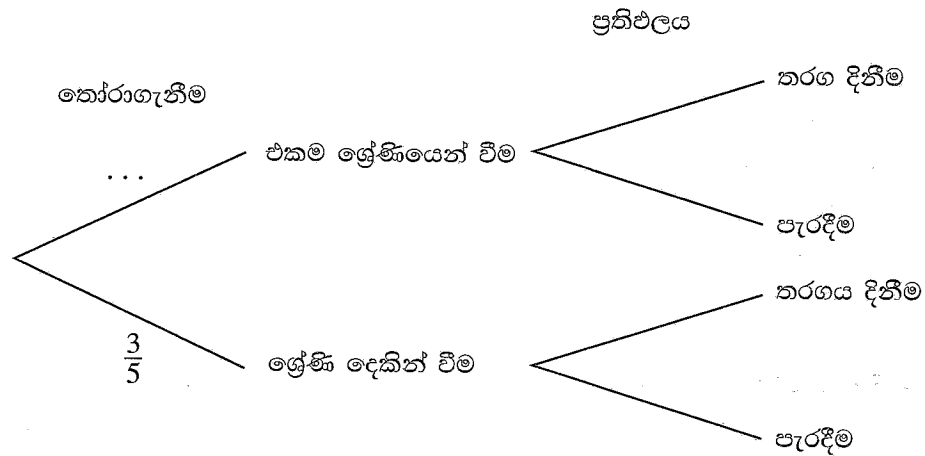 ප්‍රතිඵලය
තෝරාගැනීම
තරග දිනීම
එකම ශ්‍රේණියෙන් වීම
...
පැරදීම
තරගය දිනීම
3/5
ශ්‍රේණි දෙකින් වීම
පැරදීම